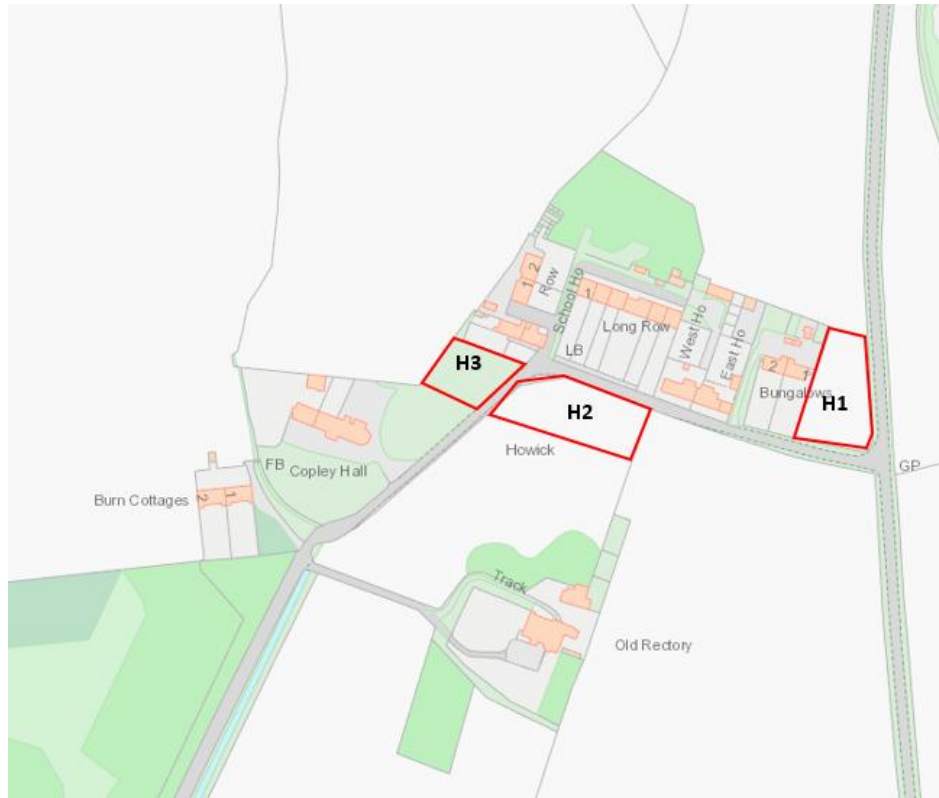 2
1
Row
School Ho
1
Long Row
LB
West Ho
East Ho
2
1
Bungalows
H1
H3
H2
Howick
GP
FB
Copley Hall
Burn Cottages
2
1
Track
Old Rectory